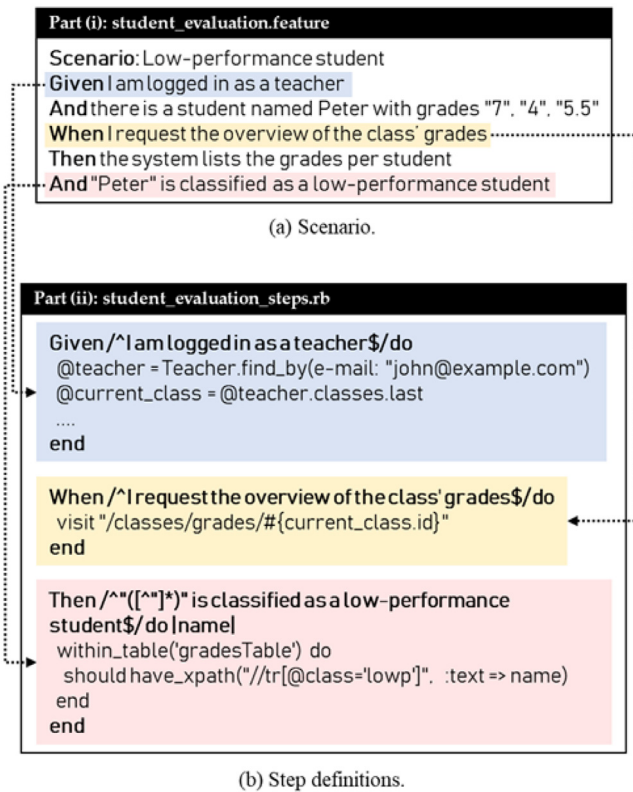 Part (i): student_evaluation.feature
Scenario: Low-performance student
Given I am logged in as a teacher
And there is a student named Peter with grades "7", "4", "5.5"
When I request the overview of the class' grades
Then the system lists the grades per student
And "Peter" is classified as a low-performance student
(a) Scenario.
Part (ii): student_evaluation_steps.rb
Given /^I am logged in as a teacher$/ do
@teacher = Teacher.find_by(e-mail: "john@example.com")
@current_class = @teacher.classes.last
....
end
When /^I request the overview of the class' grades$/ do
visit "/classes/grades/#{current_class.id}"
end
Then /^"([^"]*)" is classified as a low-performance
student$/ do |name|
within_table('gradesTable') do
should have_xpath("//tr[@class='lowp']", :text => name)
end
end
(b) Step definitions.